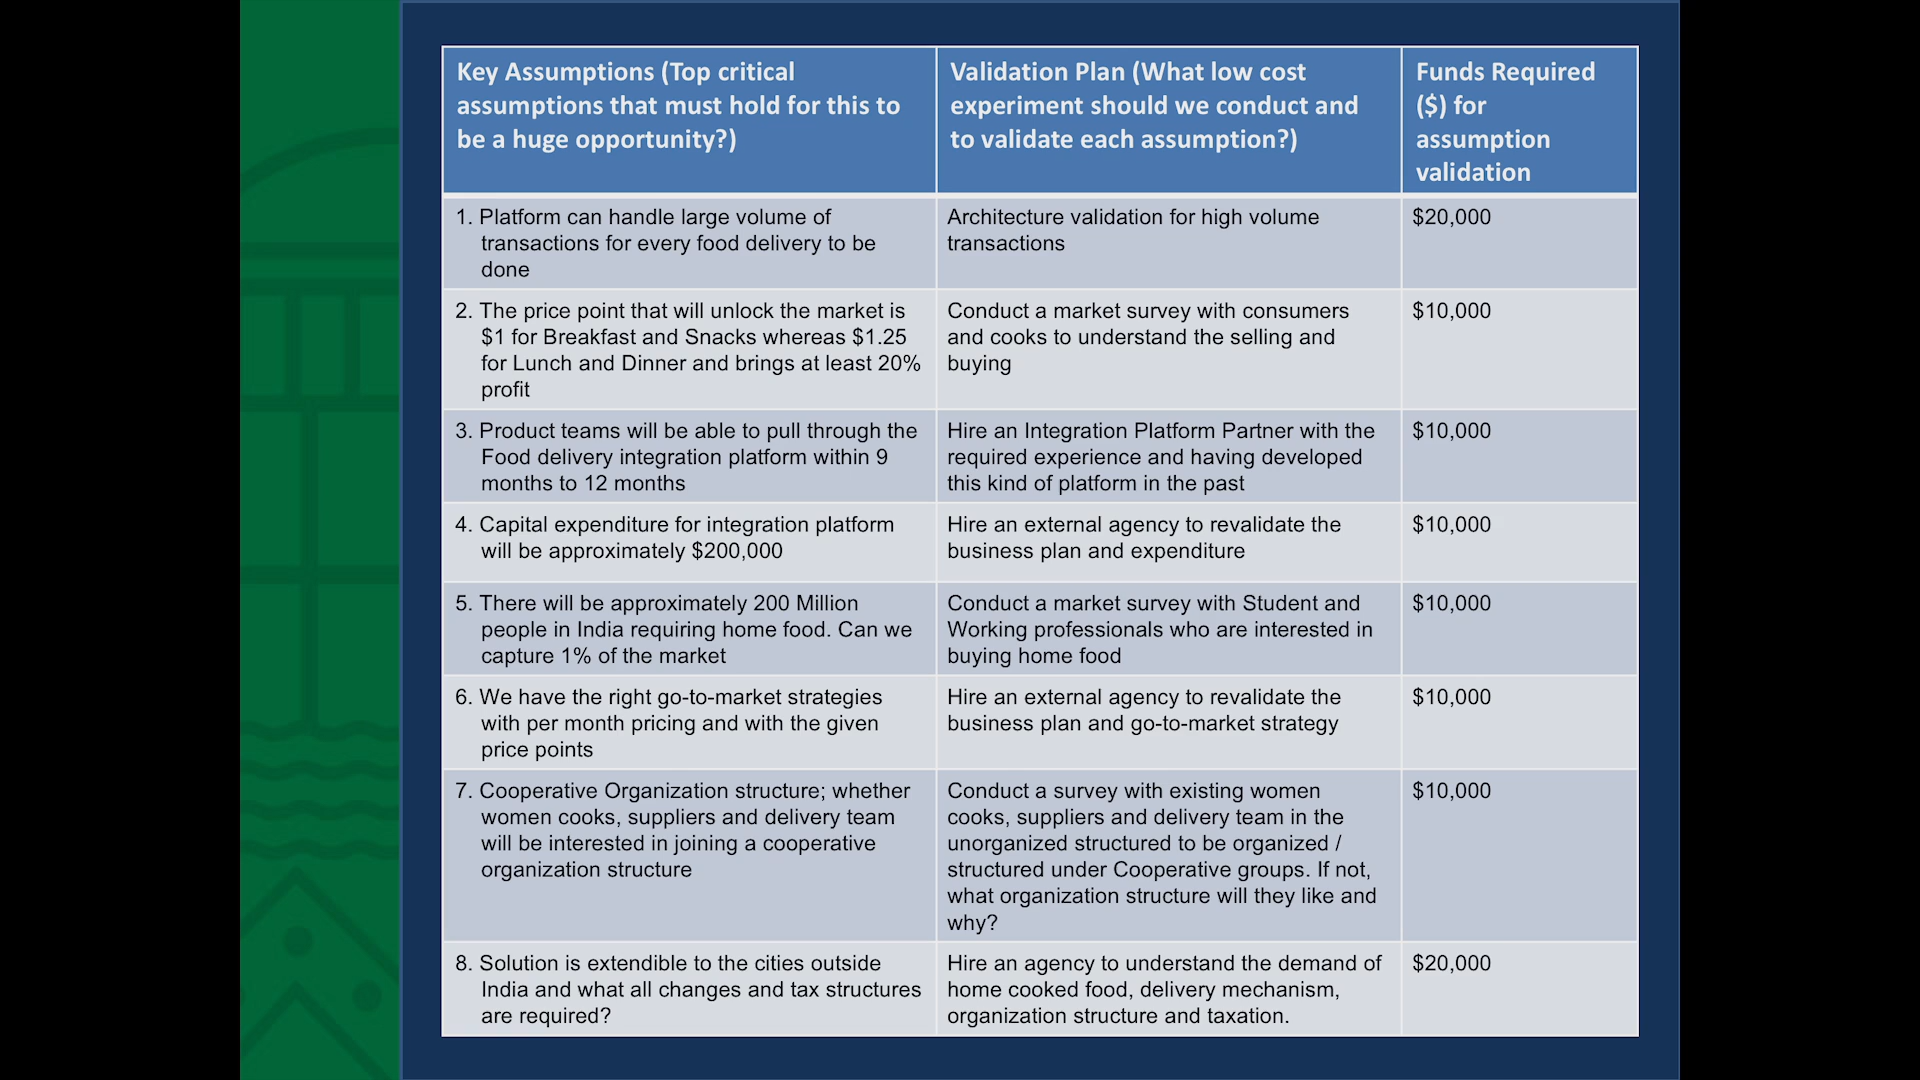 Key Assumptions (Top critical
assumptions that must hold for this to
be a huge opportunity?)
Validation Plan (What low cost
experiment should we conduct and
to validate each assumption?)
Funds Required
($) for
assumption
validation
1. Platform can handle large volume of
transactions for every food delivery to be
done
Architecture validation for high volume
transactions
$20,000
2. The price point that will unlock the market is
$1 for Breakfast and Snacks whereas $1.25
for Lunch and Dinner and brings at least 20%
profit
Conduct a market survey with consumers
and cooks to understand the selling and
buying
$10,000
3. Product teams will be able to pull through the
Food delivery integration platform within 9
months to 12 months
Hire an Integration Platform Partner with the
required experience and having developed
this kind of platform in the past
$10,000
4. Capital expenditure for integration platform
will be approximately $200,000
Hire an external agency to revalidate the
business plan and expenditure
$10,000
5. There will be approximately 200 Million
people in India requiring home food. Can we
capture 1% of the market
Conduct a market survey with Student and
Working professionals who are interested in
buying home food
$10,000
6. We have the right go-to-market strategies
with per month pricing and with the given
price points
Hire an external agency to revalidate the
business plan and go-to-market strategy
$10,000
7. Cooperative Organization structure; whether
women cooks, suppliers and delivery team
will be interested in joining a cooperative
organization structure
Conduct a survey with existing women
cooks, suppliers and delivery team in the
unorganized structured to be organized /
structured under Cooperative groups. If not,
what organization structure will they like and
why?
$10,000
8. Solution is extendible to the cities outside
India and what all changes and tax structures
are required?
Hire an agency to understand the demand of
home cooked food, delivery mechanism,
organization structure and taxation.
$20,000